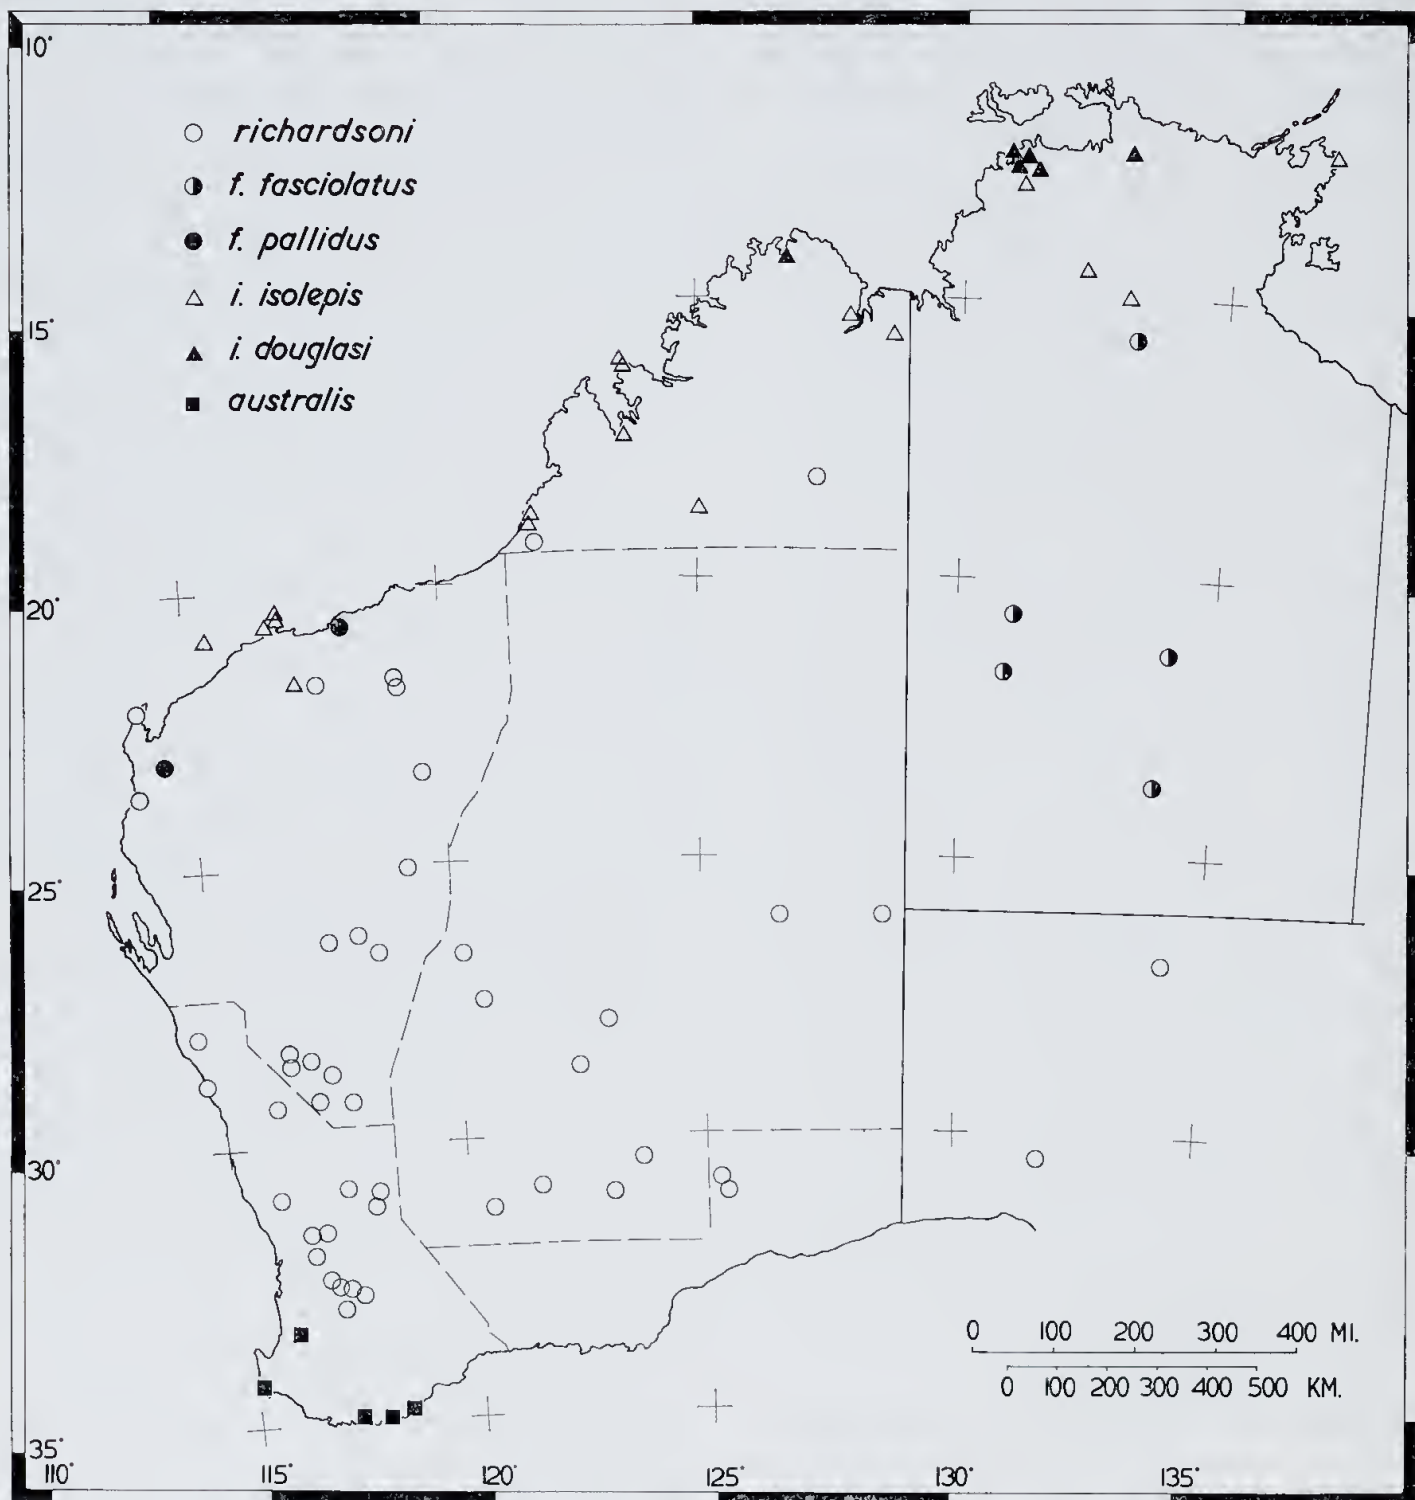 10°
richardsoni
f. fasciolatus
f. pallidus
i. isolepis
i. douglasi
australis
15°
20°
25°
30°
35°
0 100 200 300 400 MI.
0 100 200 300 400 500 KM.
110° 115° 120° 125° 130° 135°